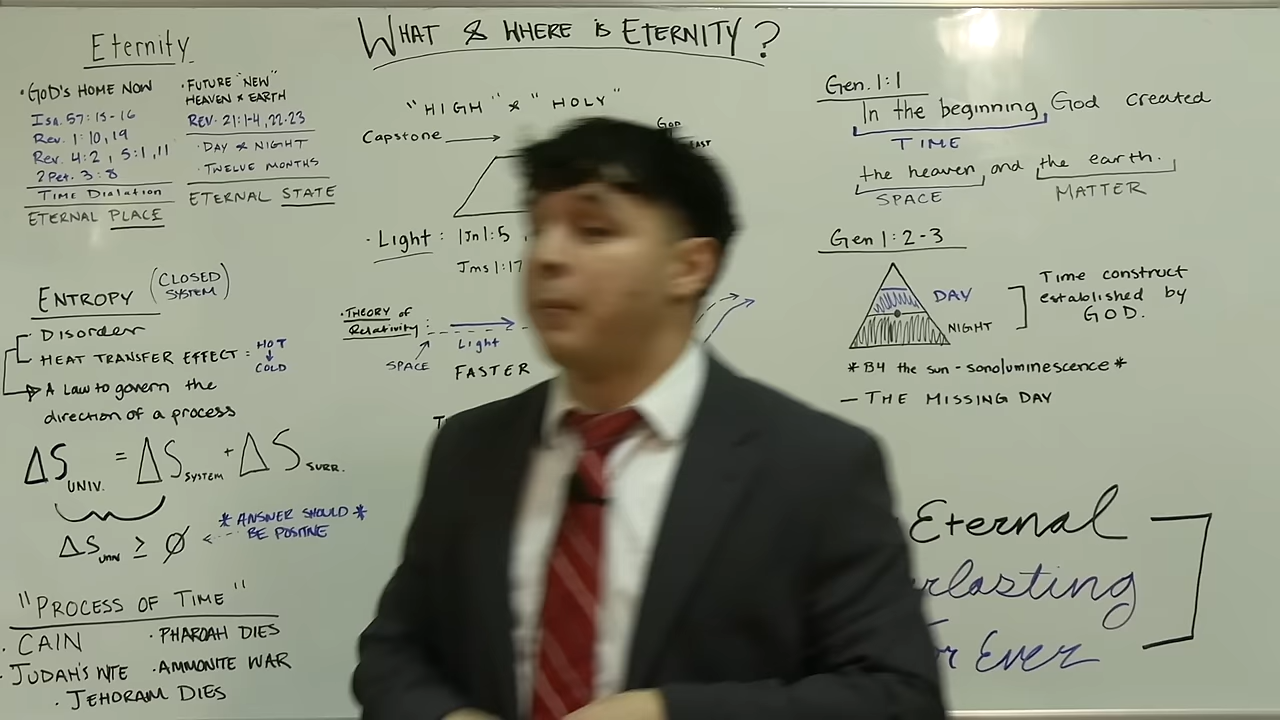 WHAT & WHERE IS ETERNITY?
Eternity
· GOD'S HOME NOW
Isa. 57:15-16
Rev. 1:10, 19
Rev. 4:2, 5:1, 11
2 Pet. 3:8
TIME DIALATION
ETERNAL PLACE
· FUTURE "NEW"
HEAVEN & EARTH
REV. 21:1-4, 22-23
· DAY & NIGHT
· TWELVE MONTHS
ETERNAL STATE
ENTROPY (CLOSED SYSTEM)
· DISORDER
· HEAT TRANSFER EFFECT : HOT
COLD
· A LAW to govern the
direction of a process
ΔS UNIV. = ΔS SYSTEM + ΔS SURR.
ΔS UNIV ≥ Ø
* ANSWER SHOULD *
BE POSITIVE
"PROCESS OF TIME"
· CAIN
· JUDAH'S WIFE
· JEHORAM DIES
· PHAROAH DIES
· AMMONITE WAR
"HIGH" & "HOLY"
Capstone
GOD
EAST
· Light : 1Jn 1:5
Jms 1:17
· THEORY of
Relativity :
Light
SPACE
FASTER
Gen. 1:1
In the beginning, God created
TIME
the heaven, and the earth.
SPACE
MATTER
Gen 1:2-3
DAY
NIGHT
Time construct
established by
GOD.
* B4 the sun - sonoluminescence *
— THE MISSING DAY
Eternal
rlasting
r Ever